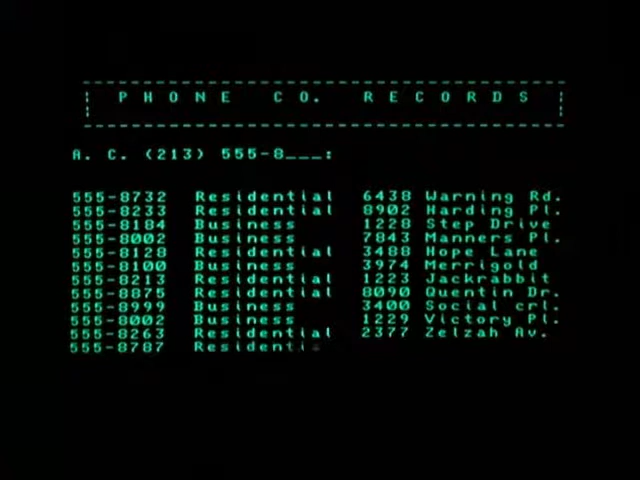 PHONE CO. RECORDS
A. C. (213) 555-8___:
555-8732 Residential 6438 Warning Rd.
555-8233 Residential 8902 Harding Pl.
555-8184 Business 1228 Step Drive
555-8002 Business 7843 Manners Pl.
555-8128 Residential 3488 Hope Lane
555-8100 Business 3974 Merrigold
555-8213 Residential 1223 Jackrabbit
555-8875 Residential 8090 Quentin Dr.
555-8999 Business 3400 Social crl.
555-8002 Business 1229 Victory Pl.
555-8263 Residential 2377 Zelzah Av.
555-8787 Residenti